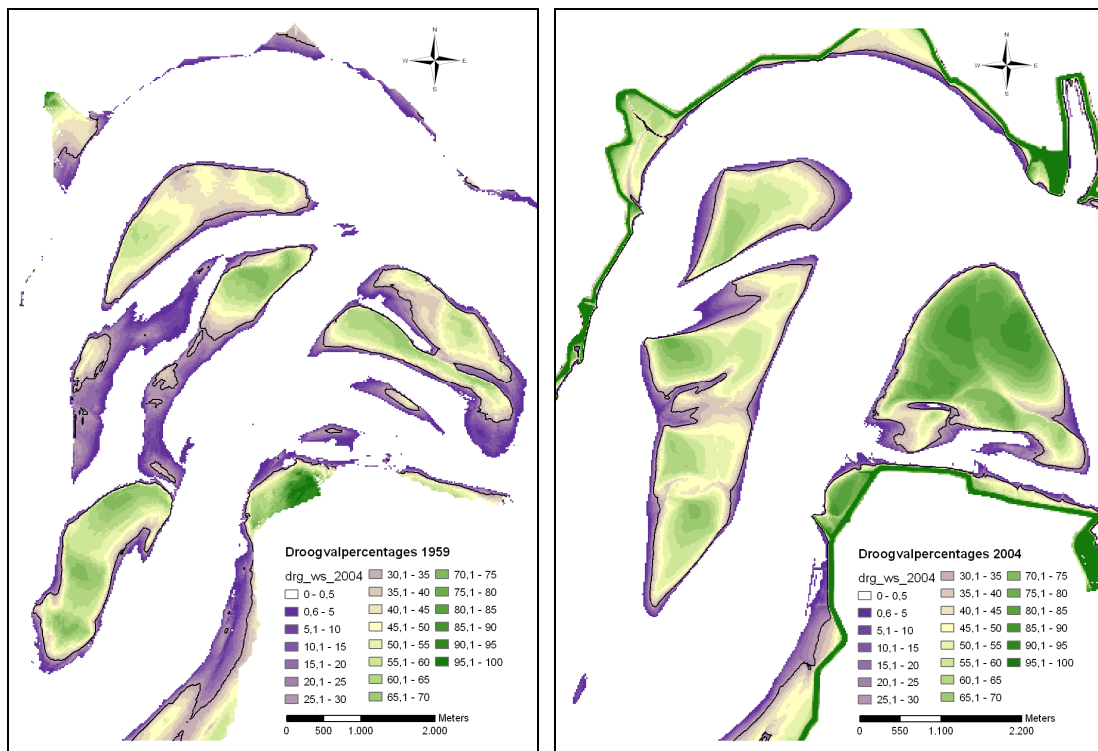 N
W E
S
Droogvalpercentages 1959
drg_ws_2004
0 - 0,5
0,6 - 5
5,1 - 10
10,1 - 15
15,1 - 20
20,1 - 25
25,1 - 30
30,1 - 35
35,1 - 40
40,1 - 45
45,1 - 50
50,1 - 55
55,1 - 60
60,1 - 65
65,1 - 70
70,1 - 75
75,1 - 80
80,1 - 85
85,1 - 90
90,1 - 95
95,1 - 100
Meters
0 500 1.000 2.000
N
W E
S
Droogvalpercentages 2004
drg_ws_2004
0 - 0,5
0,6 - 5
5,1 - 10
10,1 - 15
15,1 - 20
20,1 - 25
25,1 - 30
30,1 - 35
35,1 - 40
40,1 - 45
45,1 - 50
50,1 - 55
55,1 - 60
60,1 - 65
65,1 - 70
70,1 - 75
75,1 - 80
80,1 - 85
85,1 - 90
90,1 - 95
95,1 - 100
Meters
0 550 1.100 2.200